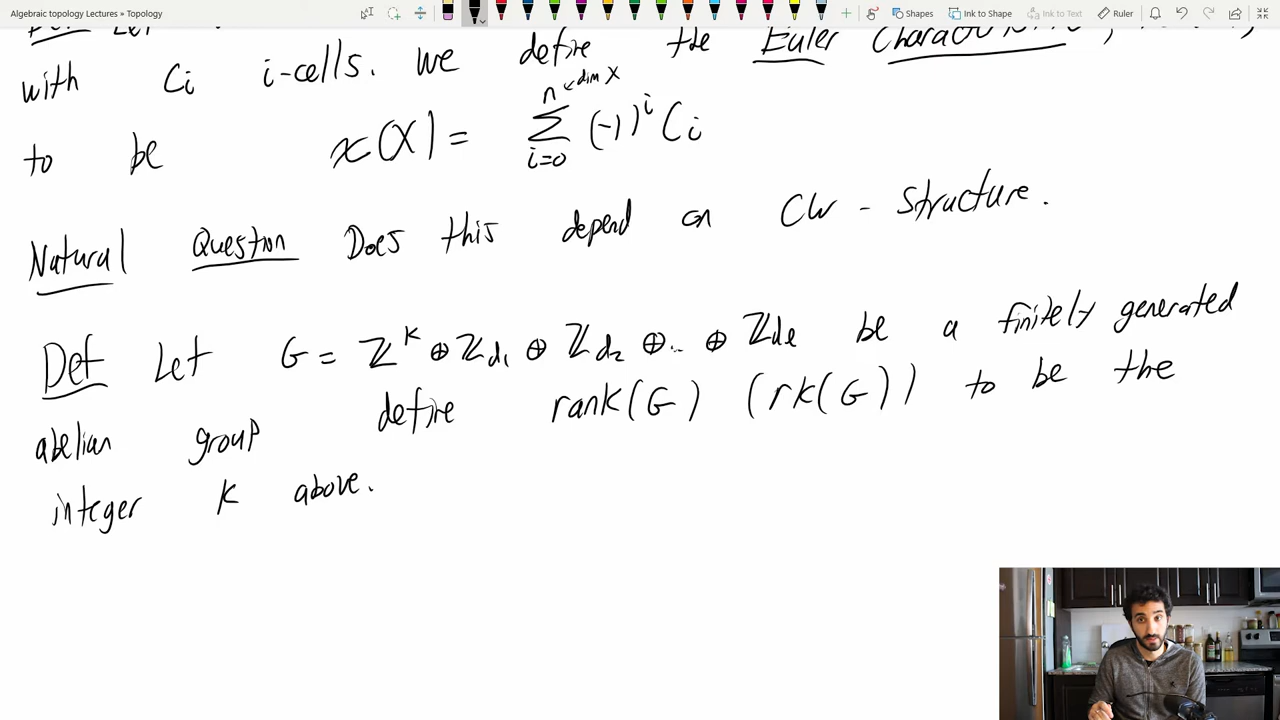 Algebraic topology Lectures » Topology
Shapes Ink to Shape Ink to Text Ruler
Let
with Ci i-cells. We define the Euler Characteristic,
to be χ(X) = n ← dim X ∑ i=0 (-1)^i Ci
Natural Question Does this depend on CW - Structure.
Def Let G = ℤ^k ⊕ ℤd1 ⊕ ℤd2 ⊕ ... ⊕ ℤdl be a finitely generated
abelian group define rank(G) (rk(G)) to be the
integer k above.